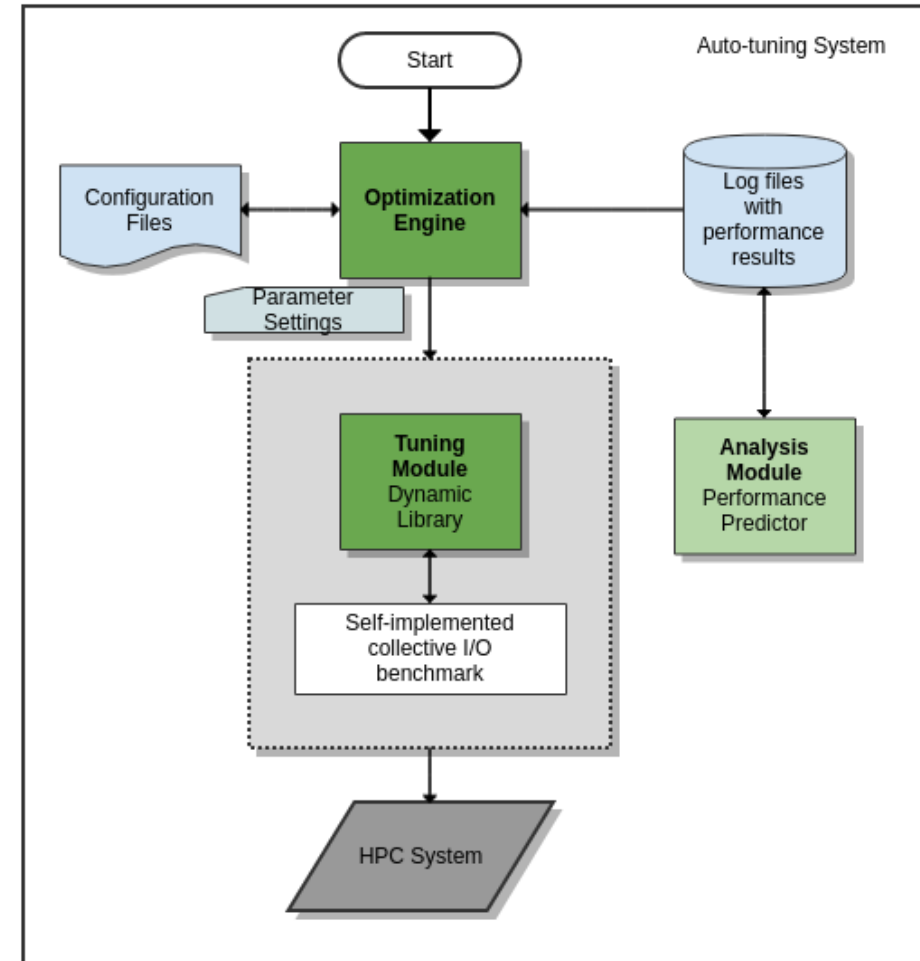 Auto-tuning System
Start
Configuration
Files
Optimization
Engine
Log files
with
performance
results
Parameter
Settings
Tuning
Module
Dynamic
Library
Analysis
Module
Performance
Predictor
Self-implemented
collective I/O
benchmark
HPC System